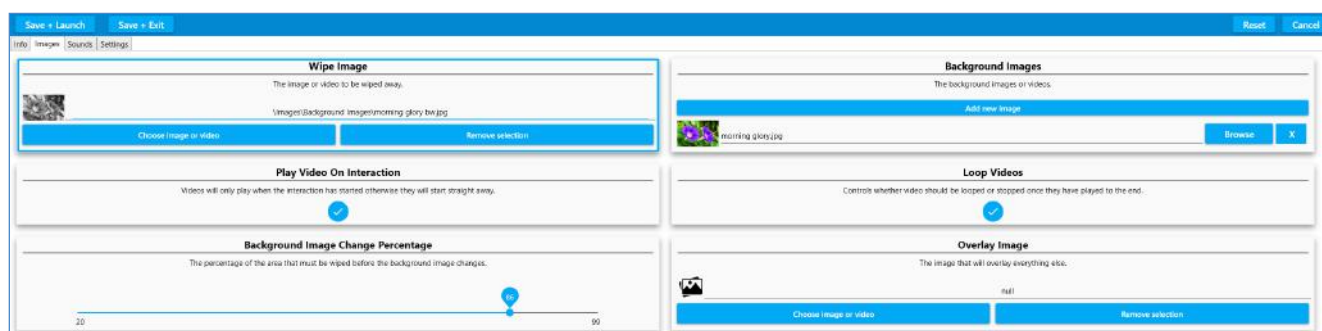 Save + Launch Save + Exit Reset Cancel
Info Images Sounds Settings
Wipe Image
The image or video to be wiped away.
\Images\Background Images\morning glory bw.jpg
Choose image or video Remove selection
Background Images
The background images or videos.
Add new image
morning glory.jpg Browse X
Play Video On Interaction
Videos will only play when the interaction has started otherwise they will start straight away.
Loop Videos
Controls whether video should be looped or stopped once they have played to the end.
Background Image Change Percentage
The percentage of the area that must be wiped before the background image changes.
20 99
Overlay Image
The image that will overlay everything else.
null
Choose image or video Remove selection